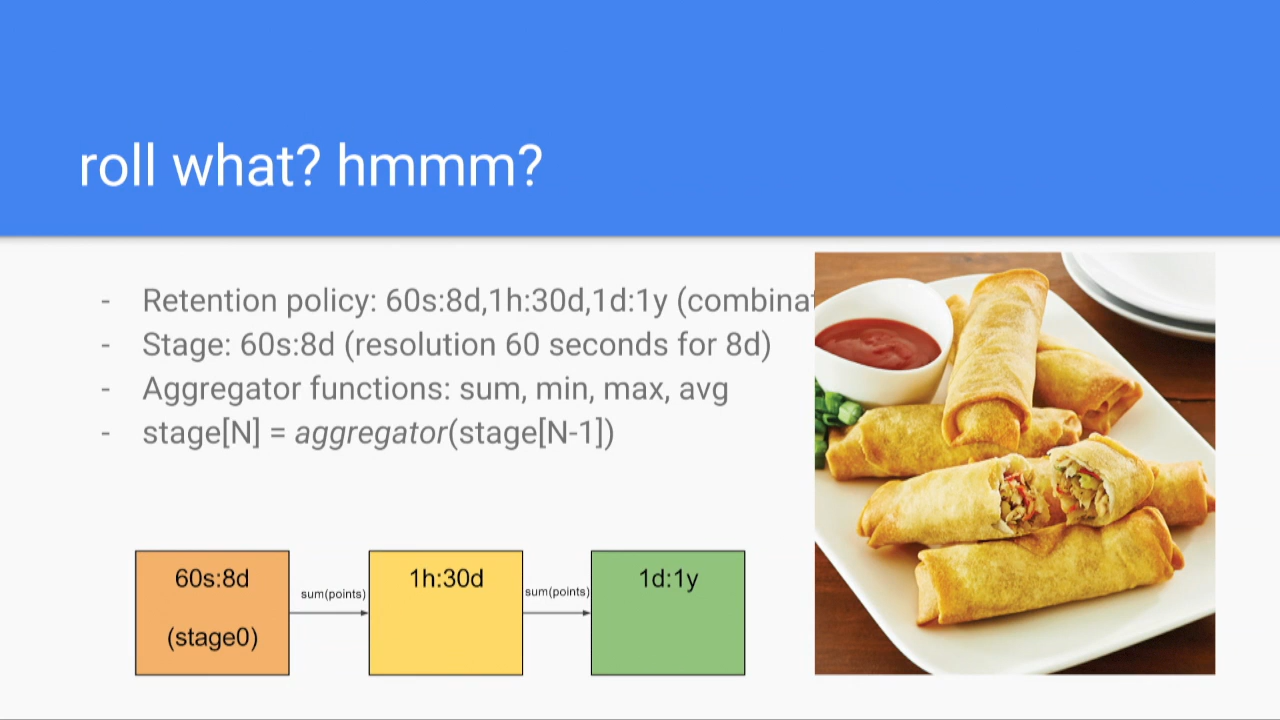 roll what? hmmm?
- Retention policy: 60s:8d,1h:30d,1d:1y
- Stage: 60s:8d (resolution 60 seconds for 8d)
- Aggregator functions: sum, min, max, avg
- stage[N] = aggregator(stage[N-1])
60s:8d
(stage0)
sum(points)
1h:30d
sum(points)
1d:1y